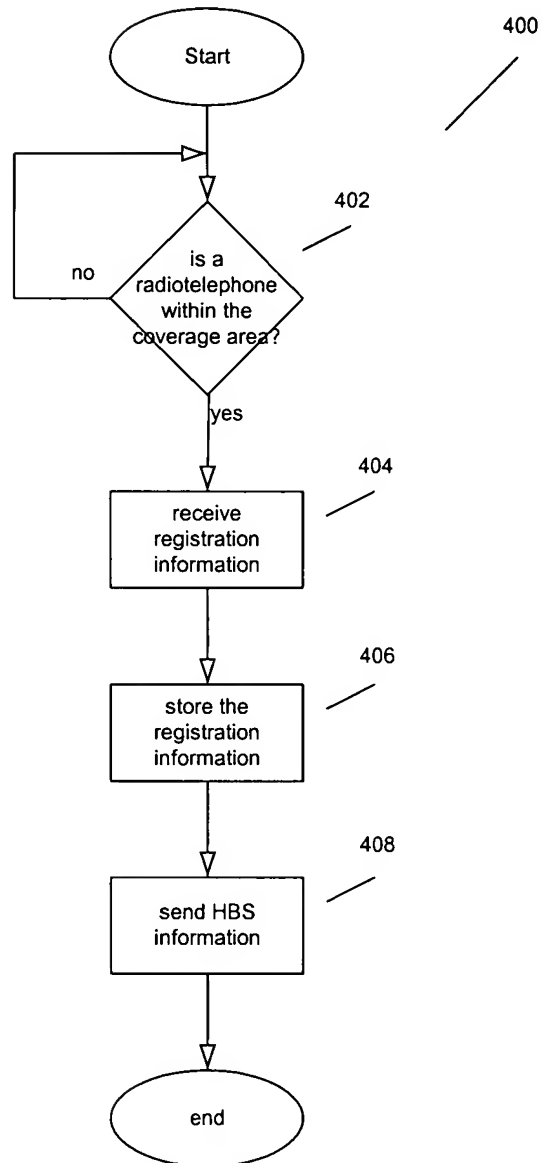 400
Start
402
is a
radiotelephone
within the
coverage area?
no
yes
404
receive
registration
information
406
store the
registration
information
408
send HBS
information
end